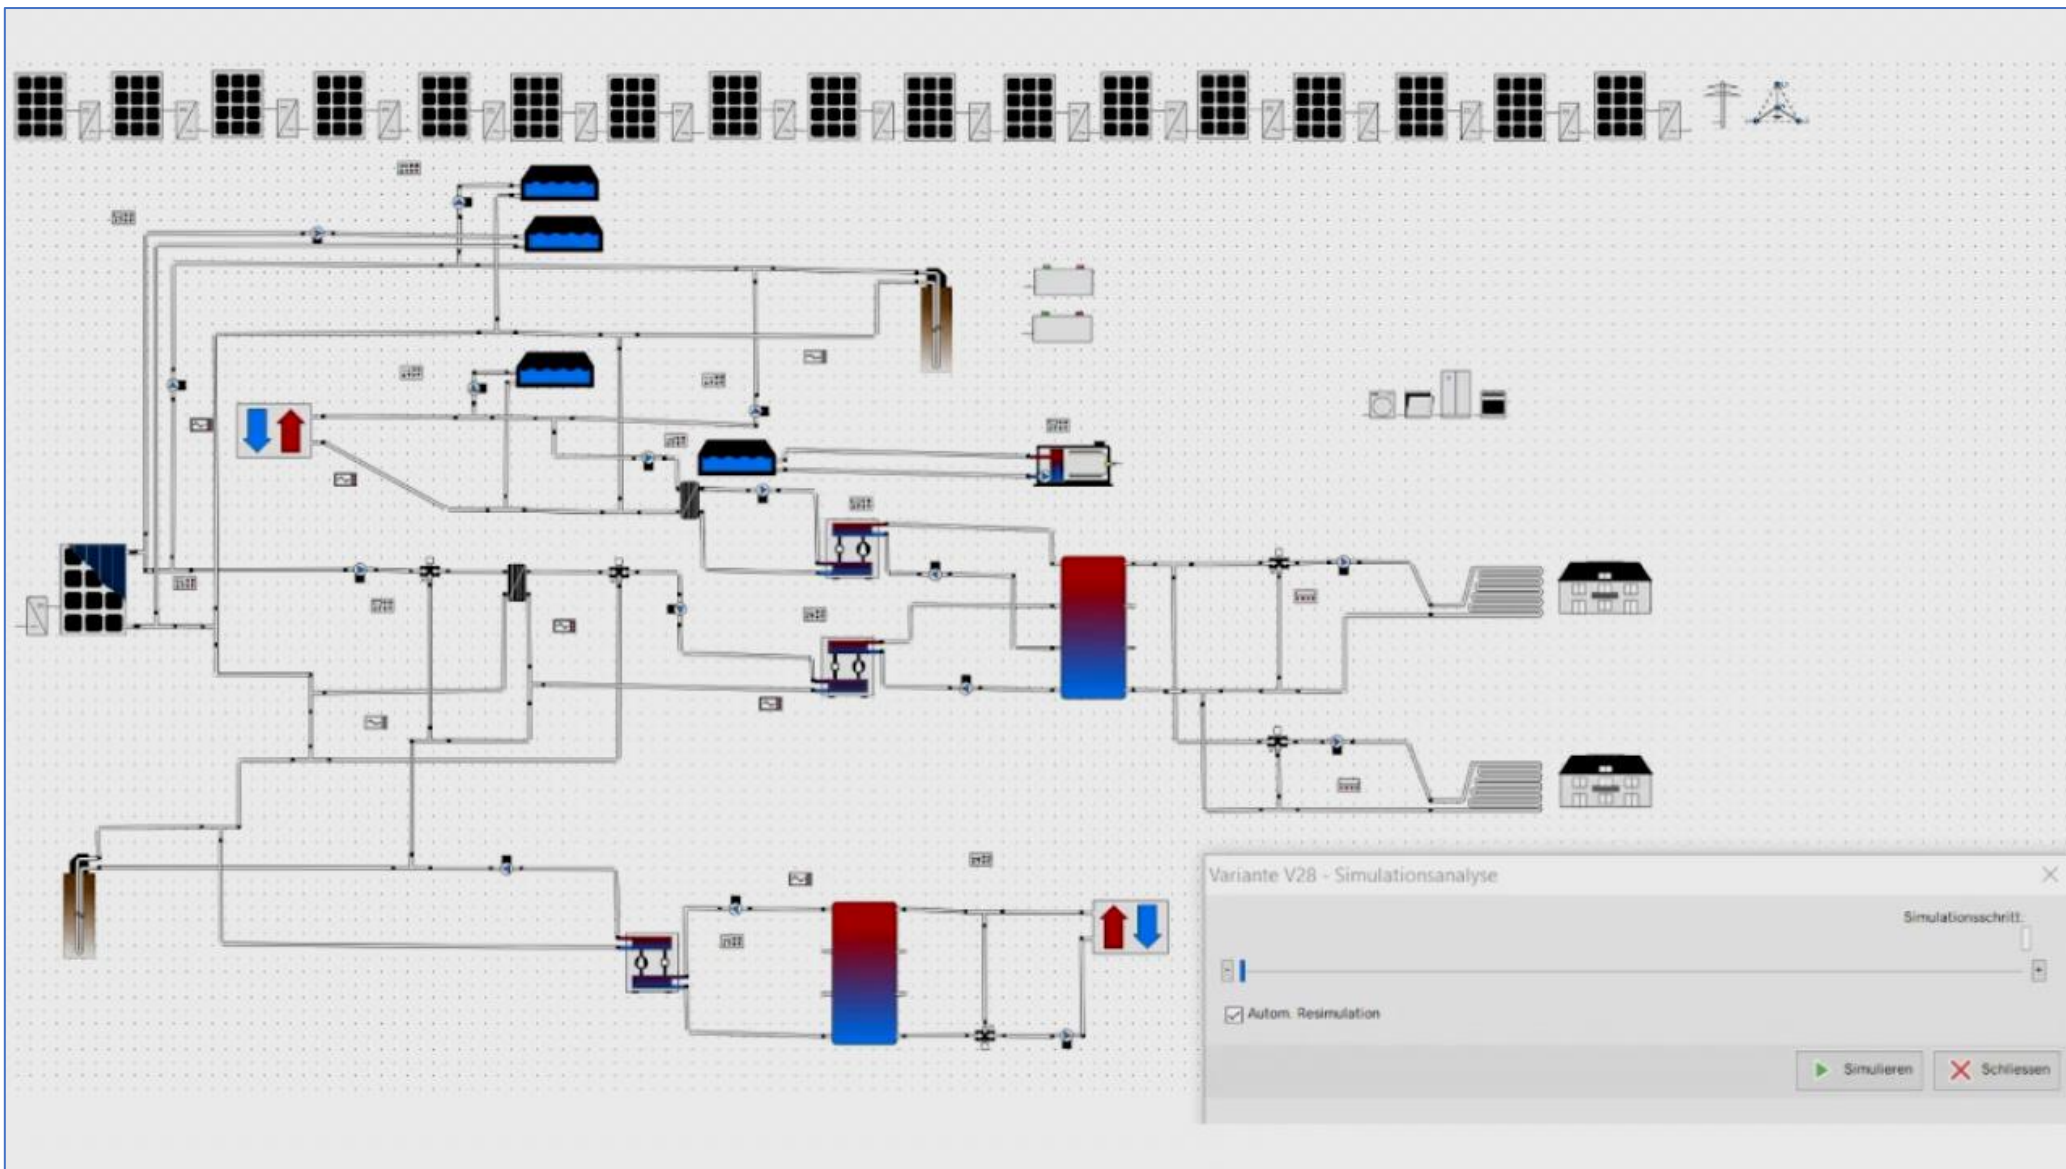 Variante V28 - Simulationsanalyse
Simulationsschritt:
Autom. Resimulation
Simulieren
Schliessen